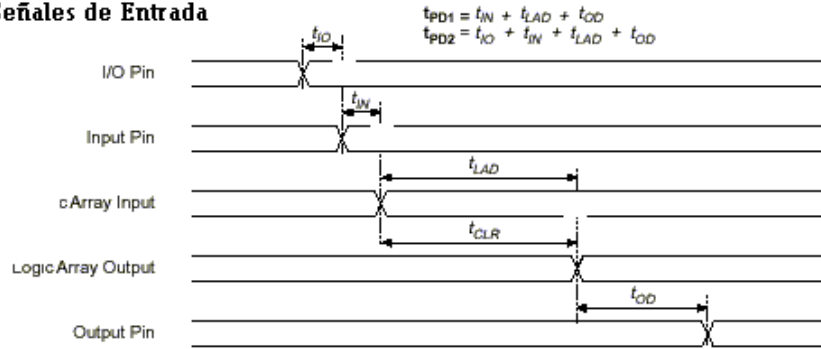 Señales de Entrada
tPD1 = tIN + tLAD + tOD
tPD2 = tIO + tIN + tLAD + tOD
tIO
I/O Pin
tIN
Input Pin
tLAD
c Array Input
tCLR
Logic Array Output
tOD
Output Pin